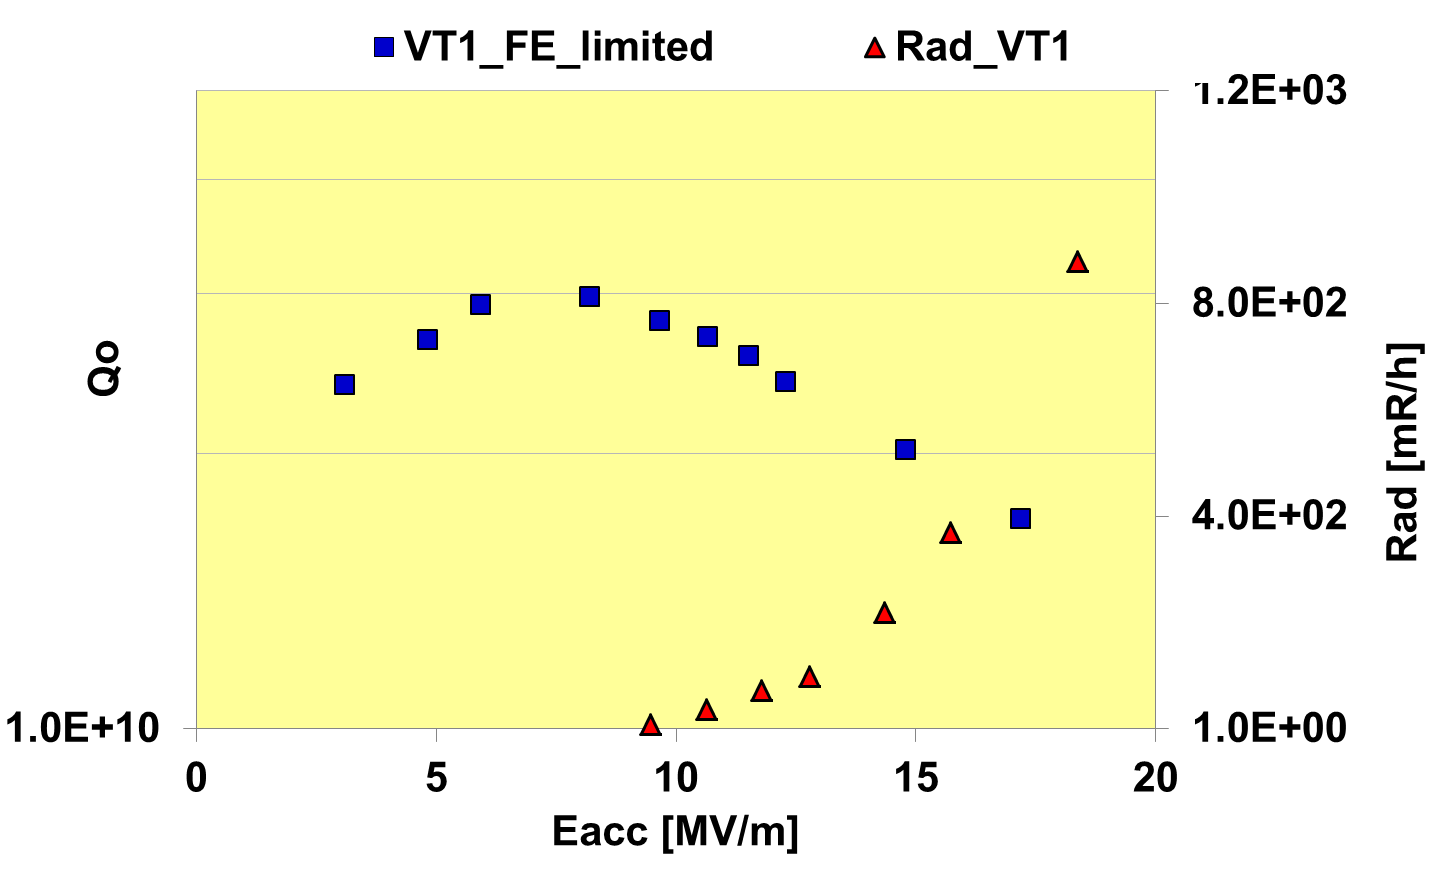 VT1_FE_limited Rad_VT1
1.2E+03
8.0E+02
Qo
Rad [mR/h]
4.0E+02
1.0E+10 1.0E+00
0 5 10 15 20
Eacc [MV/m]